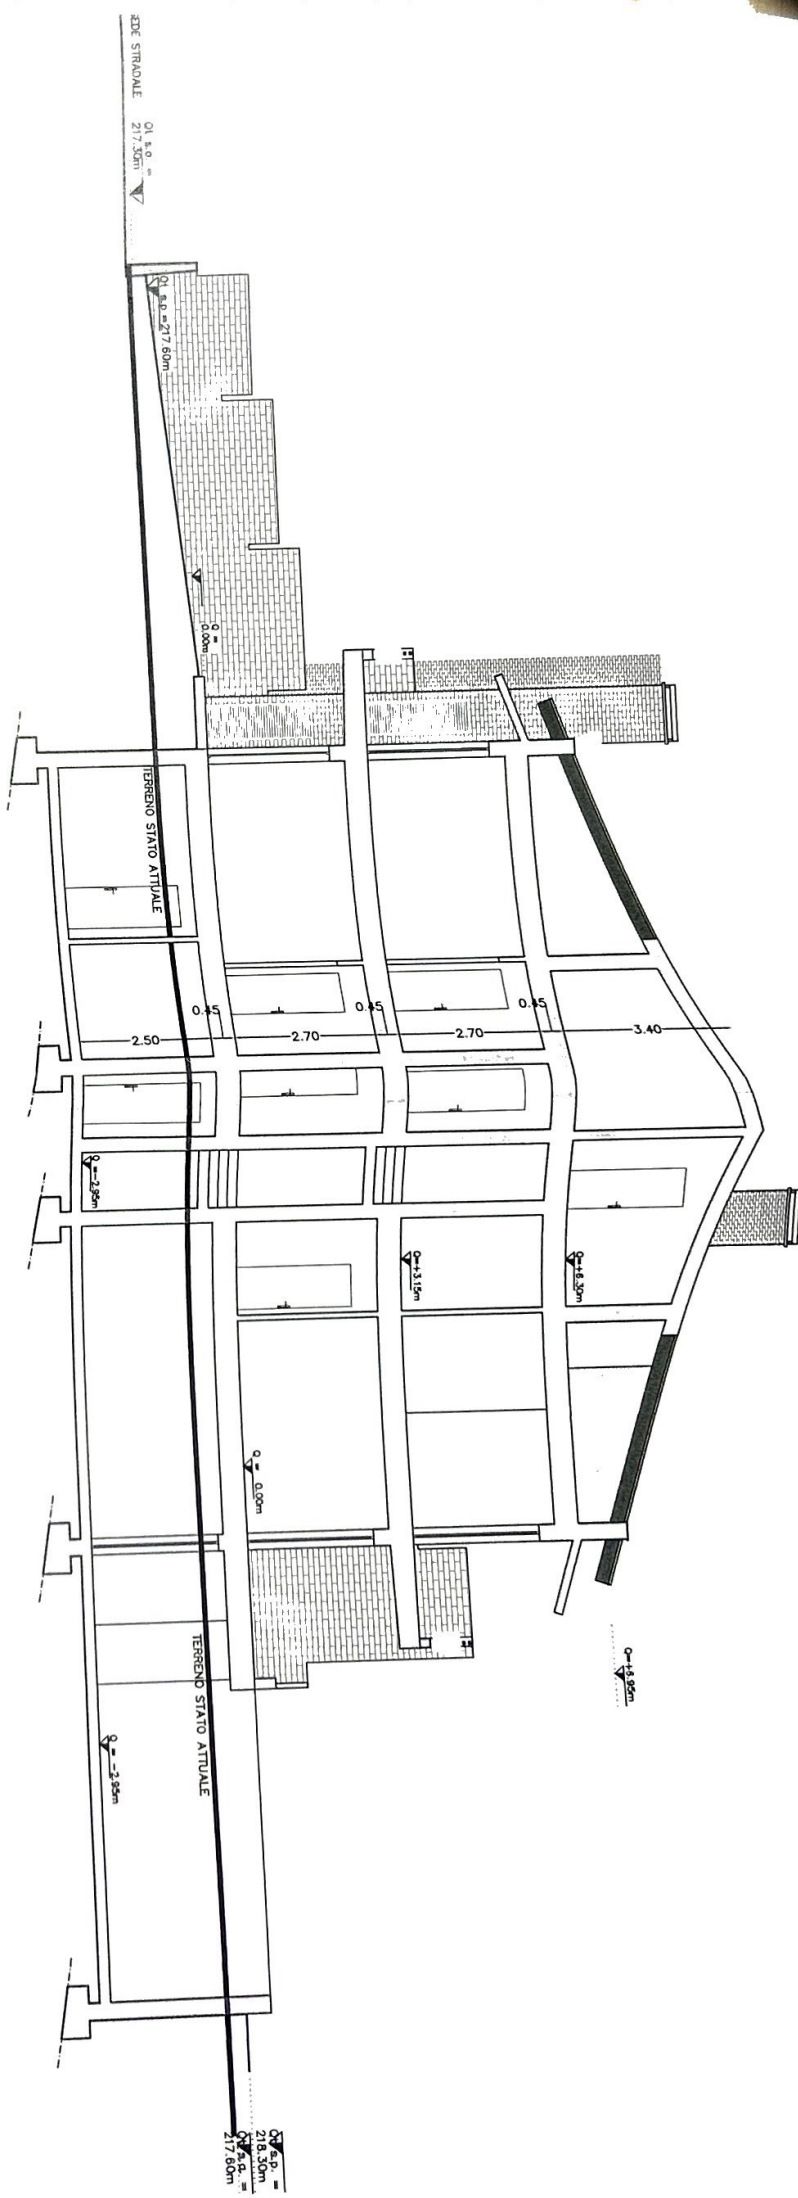 SEDE STRADALE
Qt s.p. =
217.30m
Qt s.p. =217.60m
Q =
0.00m
TERRENO STATO ATTUALE
0.45
0.45
0.45
2.50
2.70
2.70
3.40
Q =-2.95m
Q=+3.15m
Q=+6.30m
Q = 0.00m
Q=+6.95m
TERRENO STATO ATTUALE
Q = -2.95m
Qt s.p. =
218.30m
Qt s.p. =
217.60m